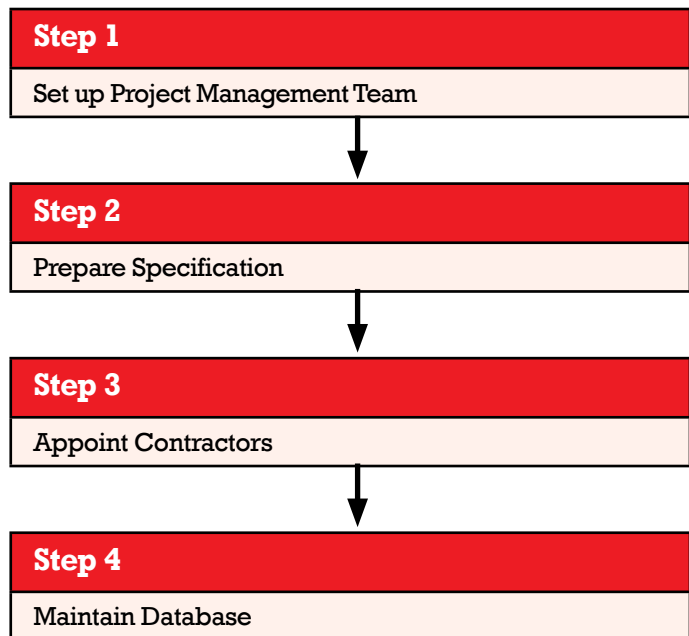 Step 1
Set up Project Management Team
Step 2
Prepare Specification
Step 3
Appoint Contractors
Step 4
Maintain Database